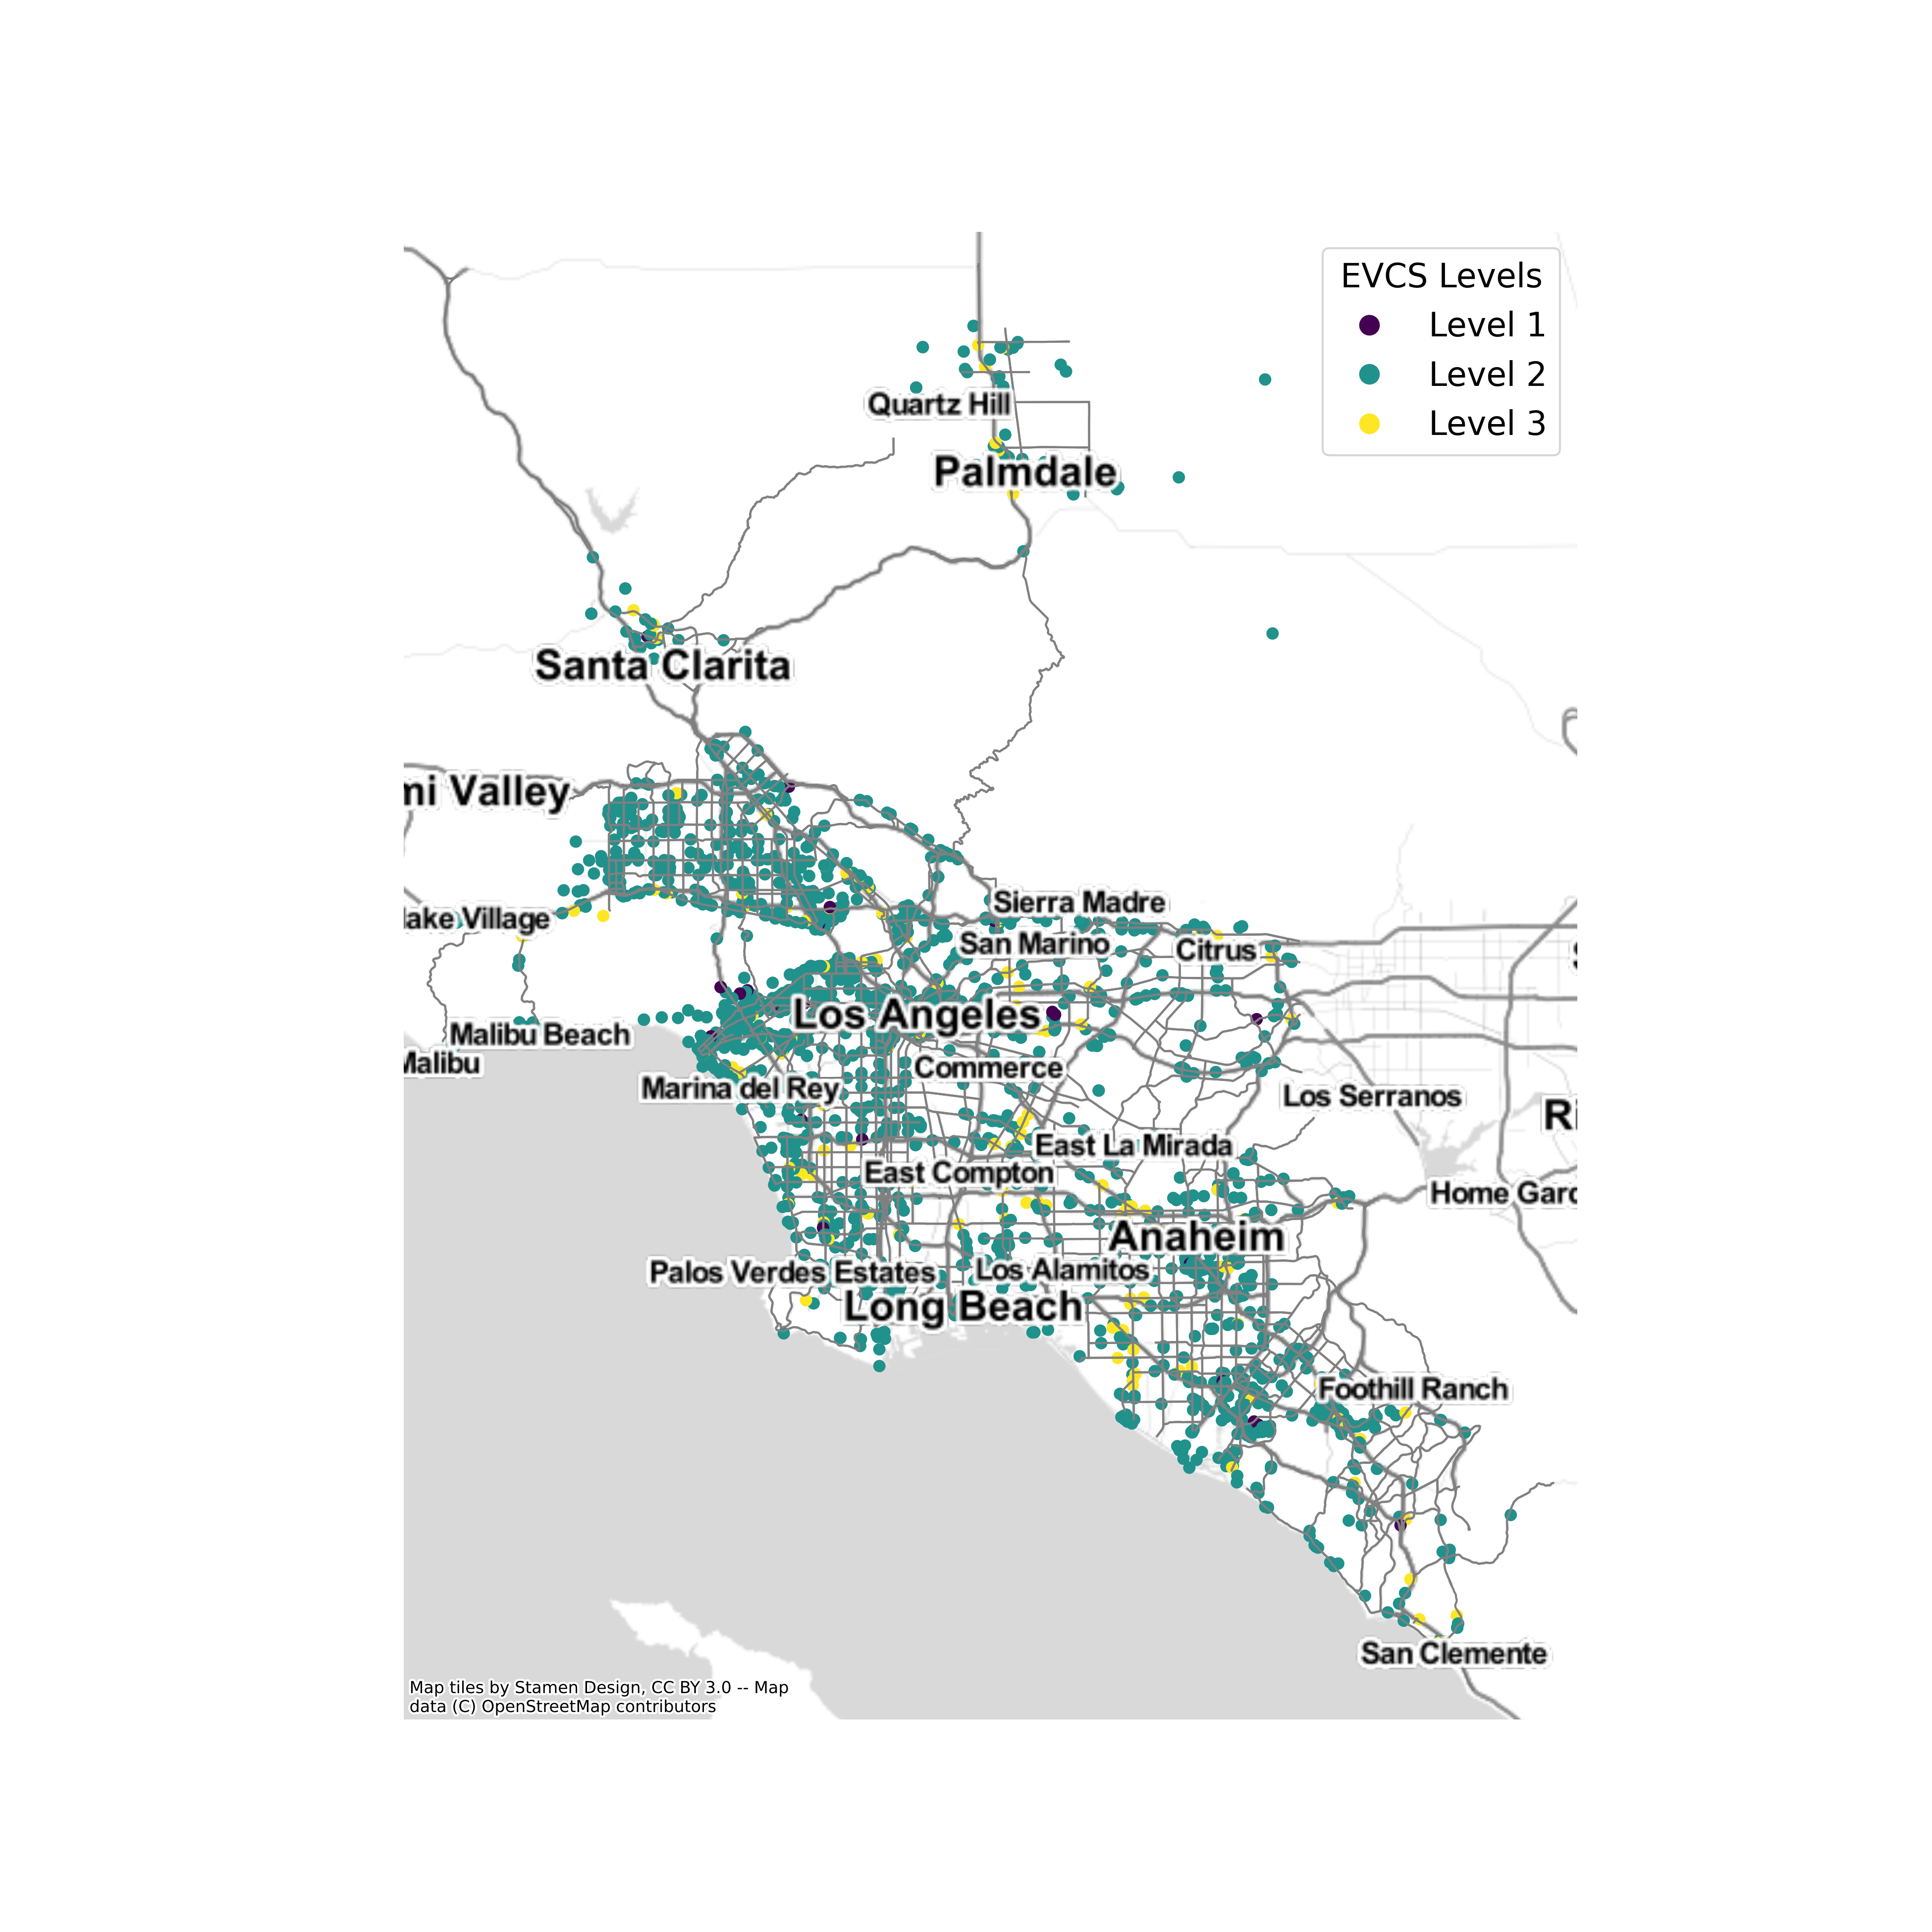 EVCS Levels
Level 1
Level 2
Level 3
Quartz Hill
Palmdale
Santa Clarita
mi Valley
Sierra Madre
lake Village
San Marino
Citrus
Los Angeles
Malibu Beach
Malibu
Commerce
Marina del Rey
Los Serranos
Ri
East La Mirada
East Compton
Home Gard
Anaheim
Palos Verdes Estates
Los Alamitos
Long Beach
Foothill Ranch
San Clemente
Map tiles by Stamen Design, CC BY 3.0 -- Map
data (C) OpenStreetMap contributors